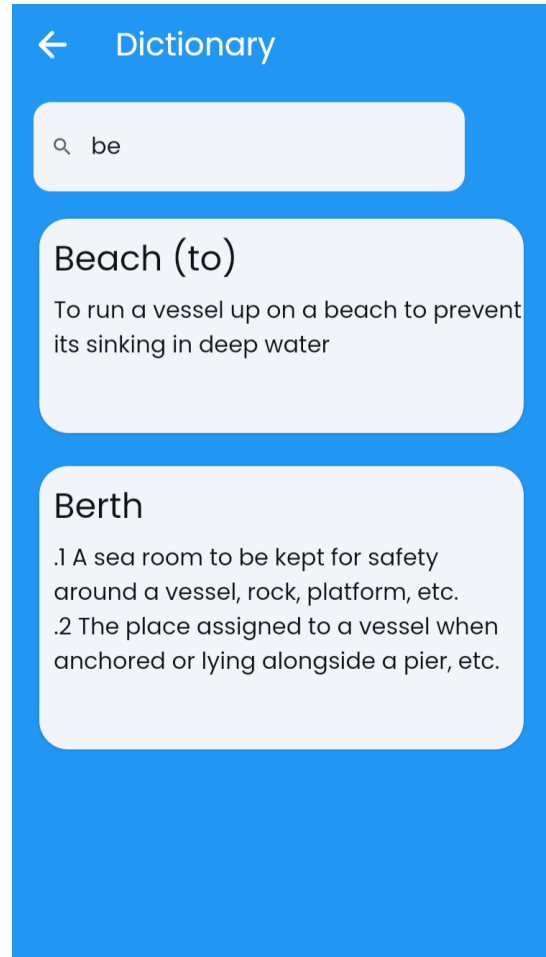 Dictionary
be
Beach (to)
To run a vessel up on a beach to prevent
its sinking in deep water
Berth
.1 A sea room to be kept for safety
around a vessel, rock, platform, etc.
.2 The place assigned to a vessel when
anchored or lying alongside a pier, etc.